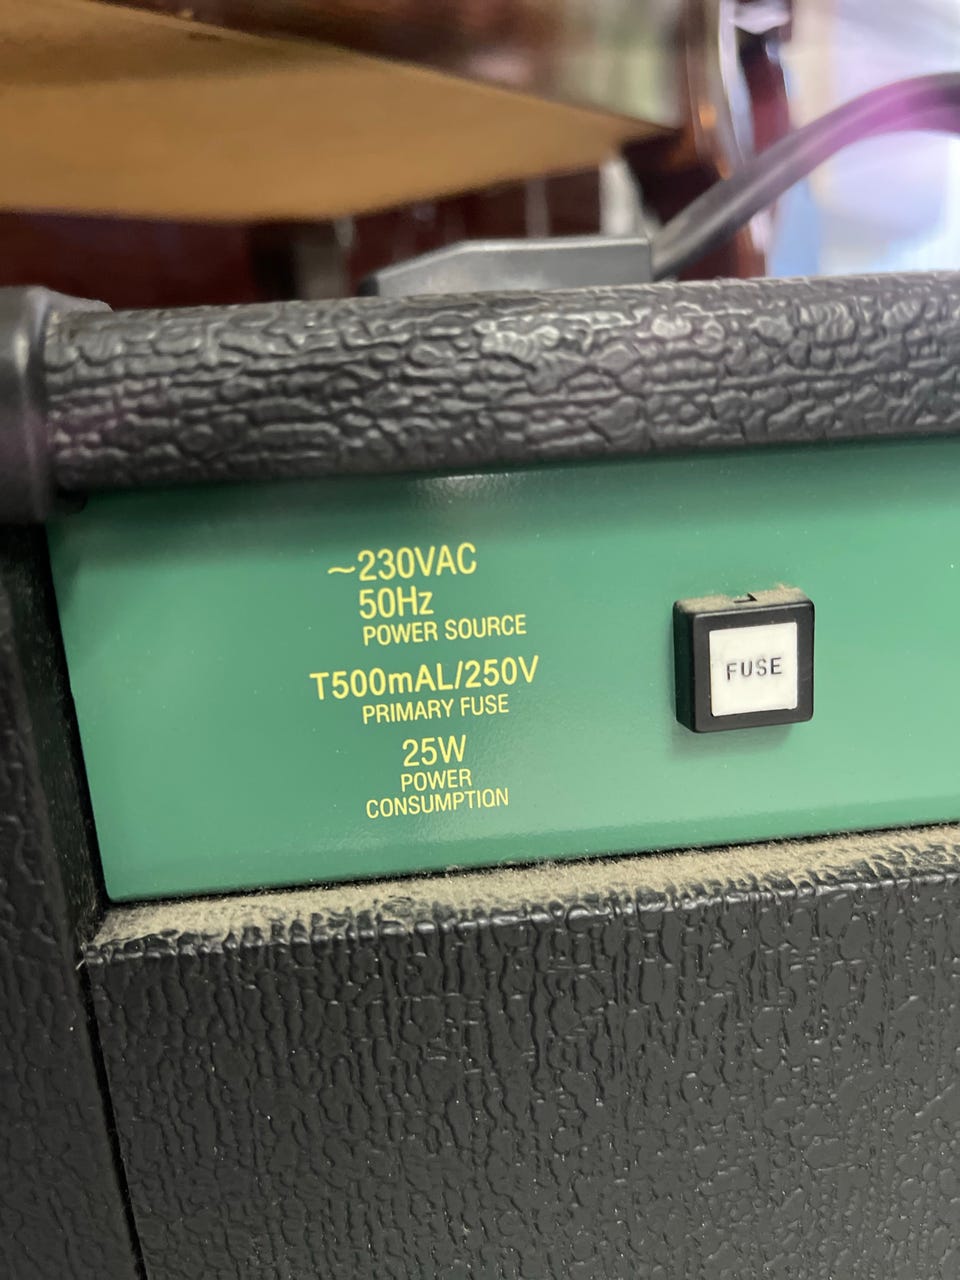 ~230VAC
50Hz
POWER SOURCE
T500mAL/250V
PRIMARY FUSE
25W
POWER
CONSUMPTION
FUSE